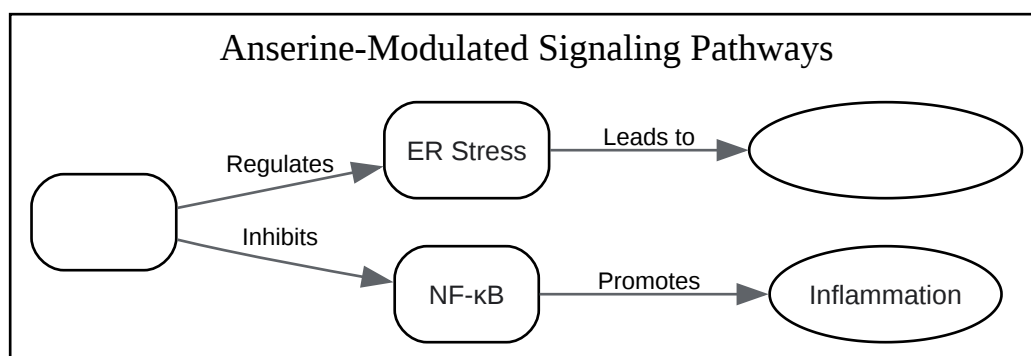 Anserine-Modulated Signaling Pathways
ER Stress
Leads to
Regulates
Inhibits
NF-κB
Promotes
Inflammation